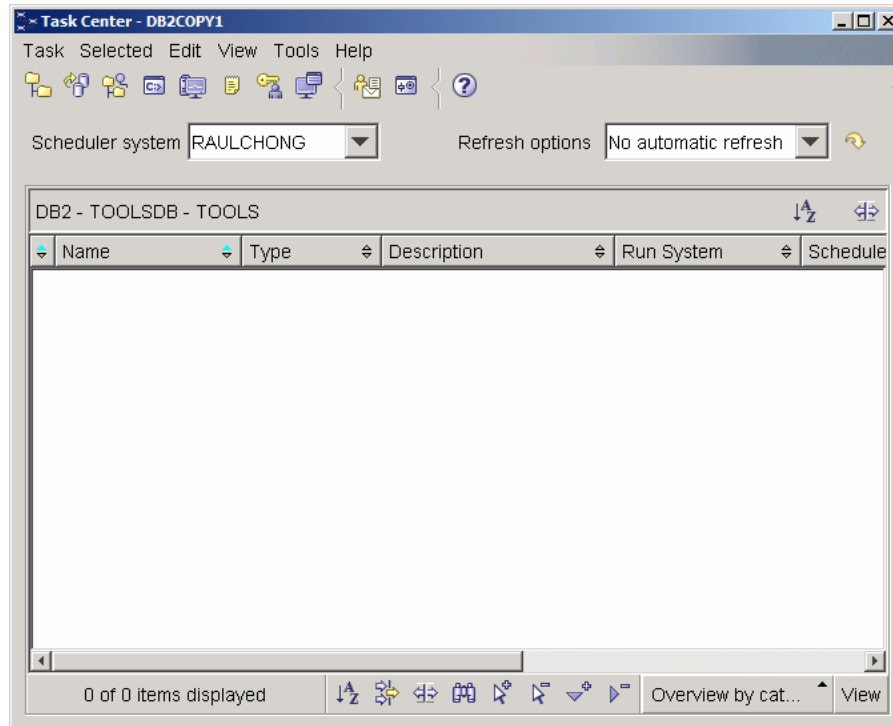 Task Center - DB2COPY1
Task Selected Edit View Tools Help
Scheduler system RAULCHONG Refresh options No automatic refresh
DB2 - TOOLSDB - TOOLS
Name Type Description Run System Schedule
0 of 0 items displayed Overview by cat... View